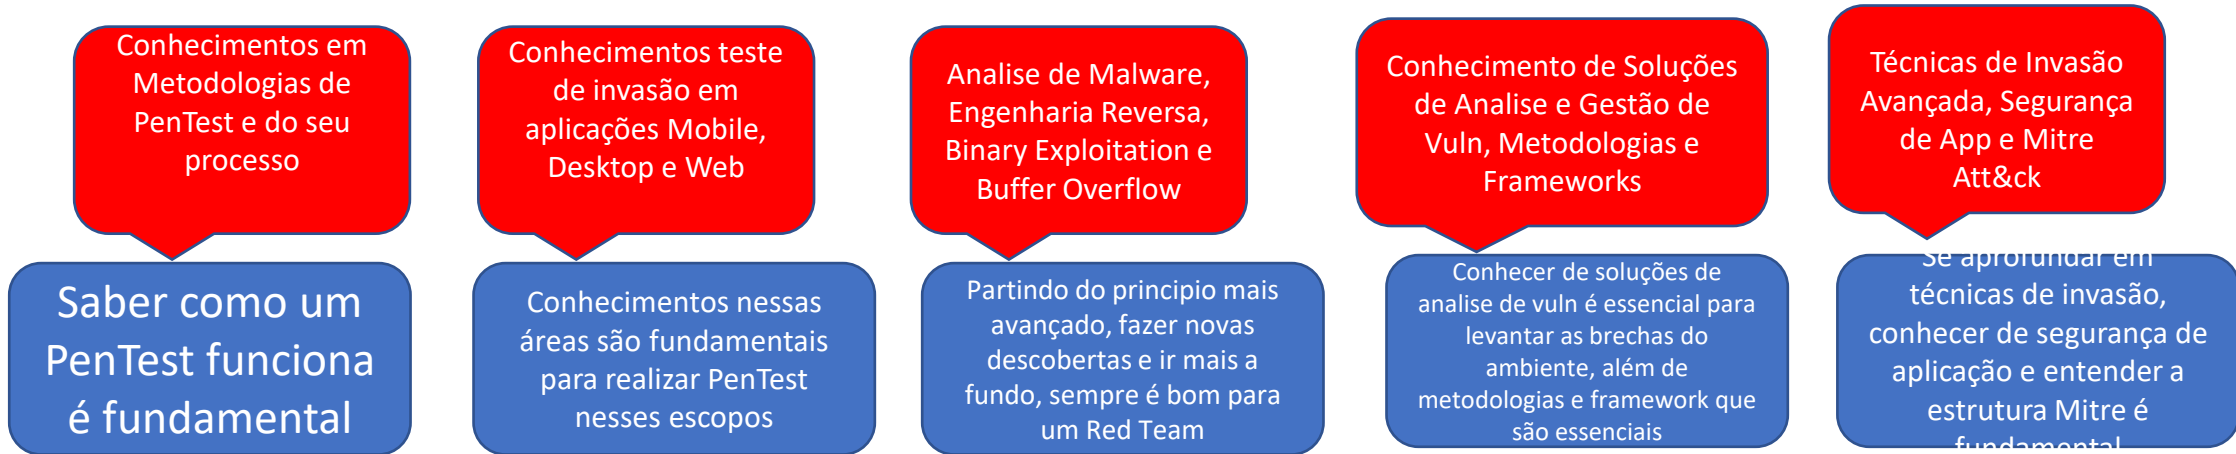 Conhecimentos em
Metodologias de
PenTest e do seu
processo
Saber como um
PenTest funciona
é fundamental
Conhecimentos teste
de invasão em
aplicações Mobile,
Desktop e Web
Conhecimentos nessas
áreas são fundamentais
para realizar PenTest
nesses escopos
Analise de Malware,
Engenharia Reversa,
Binary Exploitation e
Buffer Overflow
Partindo do principio mais
avançado, fazer novas
descobertas e ir mais a
fundo, sempre é bom para
um Red Team
Conhecimento de Soluções
de Analise e Gestão de
Vuln, Metodologias e
Frameworks
Conhecer de soluções de
analise de vuln é essencial para
levantar as brechas do
ambiente, além de
metodologias e framework que
são essenciais
Técnicas de Invasão
Avançada, Segurança
de App e Mitre
Att&ck
Se aprofundar em
técnicas de invasão,
conhecer de segurança de
aplicação e entender a
estrutura Mitre é
fundamental